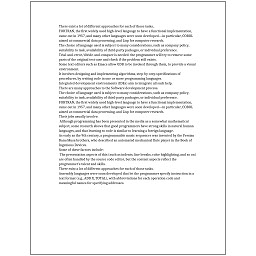 There exist a lot of different approaches for each of those tasks.
FORTRAN, the first widely used high-level language to have a functional implementation,
came out in 1957, and many other languages were soon developed—in particular, COBOL
aimed at commercial data processing, and Lisp for computer research.
The choice of language used is subject to many considerations, such as company policy,
suitability to task, availability of third-party packages, or individual preference.
Trial-and-error/divide-and-conquer is needed: the programmer will try to remove some
parts of the original test case and check if the problem still exists.
Some text editors such as Emacs allow GDB to be invoked through them, to provide a visual
environment.
It involves designing and implementing algorithms, step-by-step specifications of
procedures, by writing code in one or more programming languages.
Integrated development environments (IDEs) aim to integrate all such help.
There are many approaches to the Software development process.
The choice of language used is subject to many considerations, such as company policy,
suitability to task, availability of third-party packages, or individual preference.
FORTRAN, the first widely used high-level language to have a functional implementation,
came out in 1957, and many other languages were soon developed—in particular, COBOL
aimed at commercial data processing, and Lisp for computer research.
Their jobs usually involve:
Although programming has been presented in the media as a somewhat mathematical
subject, some research shows that good programmers have strong skills in natural human
languages, and that learning to code is similar to learning a foreign language.
As early as the 9th century, a programmable music sequencer was invented by the Persian
Banu Musa brothers, who described an automated mechanical flute player in the Book of
Ingenious Devices.
Some of these factors include:
The presentation aspects of this (such as indents, line breaks, color highlighting, and so on)
are often handled by the source code editor, but the content aspects reflect the
programmer's talent and skills.
There exist a lot of different approaches for each of those tasks.
Assembly languages were soon developed that let the programmer specify instruction in a
text format (e.g., ADD X, TOTAL), with abbreviations for each operation code and
meaningful names for specifying addresses.